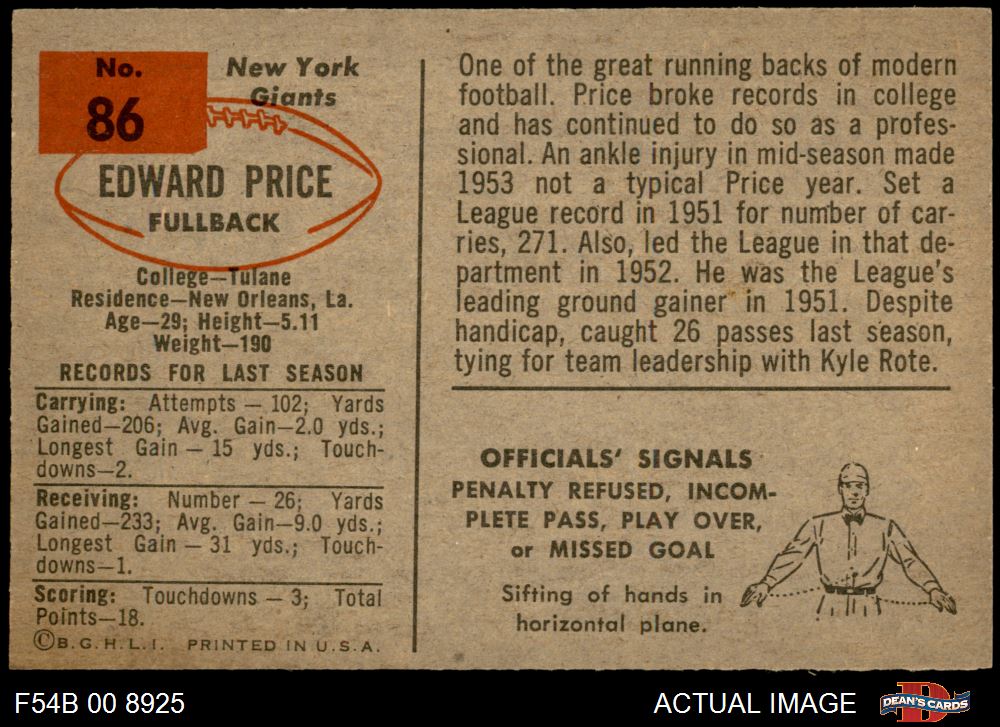 No.
86
New York
Giants
EDWARD PRICE
FULLBACK
College—Tulane
Residence—New Orleans, La.
Age—29; Height—5.11
Weight—190
RECORDS FOR LAST SEASON
Carrying: Attempts — 102; Yards
Gained—206; Avg. Gain—2.0 yds.;
Longest Gain — 15 yds.; Touch-
downs—2.
Receiving: Number — 26; Yards
Gained—233; Avg. Gain—9.0 yds.;
Longest Gain — 31 yds.; Touch-
downs—1.
Scoring: Touchdowns — 3; Total
Points—18.
©B.G.H.L.I. PRINTED IN U.S.A.
One of the great running backs of modern
football. Price broke records in college
and has continued to do so as a profes-
sional. An ankle injury in mid-season made
1953 not a typical Price year. Set a
League record in 1951 for number of car-
ries, 271. Also, led the League in that de-
partment in 1952. He was the League's
leading ground gainer in 1951. Despite
handicap, caught 26 passes last season,
tying for team leadership with Kyle Rote.
OFFICIALS' SIGNALS
PENALTY REFUSED, INCOM-
PLETE PASS, PLAY OVER,
or MISSED GOAL
Sifting of hands in
horizontal plane.
F54B 00 8925
ACTUAL IMAGE
D
DEAN'S CARDS